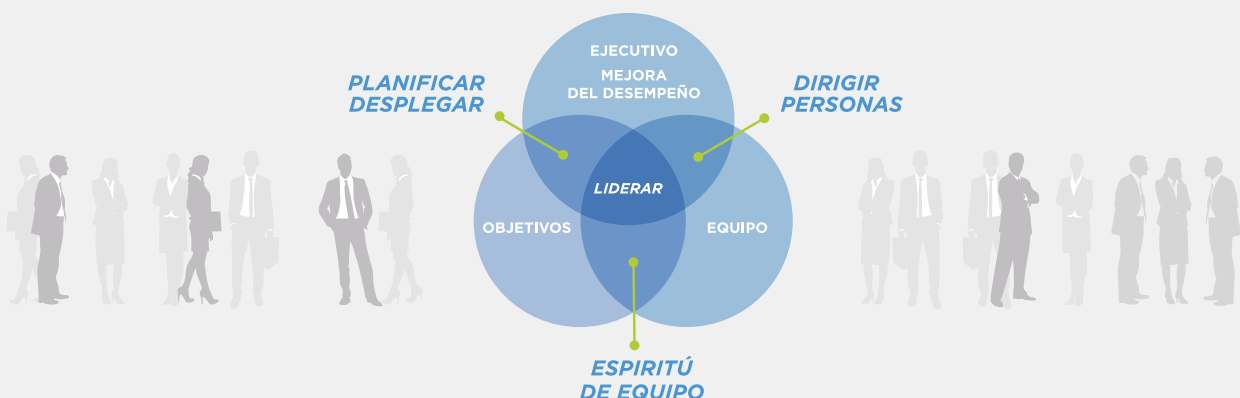 EJECUTIVO
MEJORA
DEL DESEMPEÑO
PLANIFICAR
DESPLEGAR
DIRIGIR
PERSONAS
LIDERAR
OBJETIVOS
EQUIPO
ESPIRITÚ
DE EQUIPO